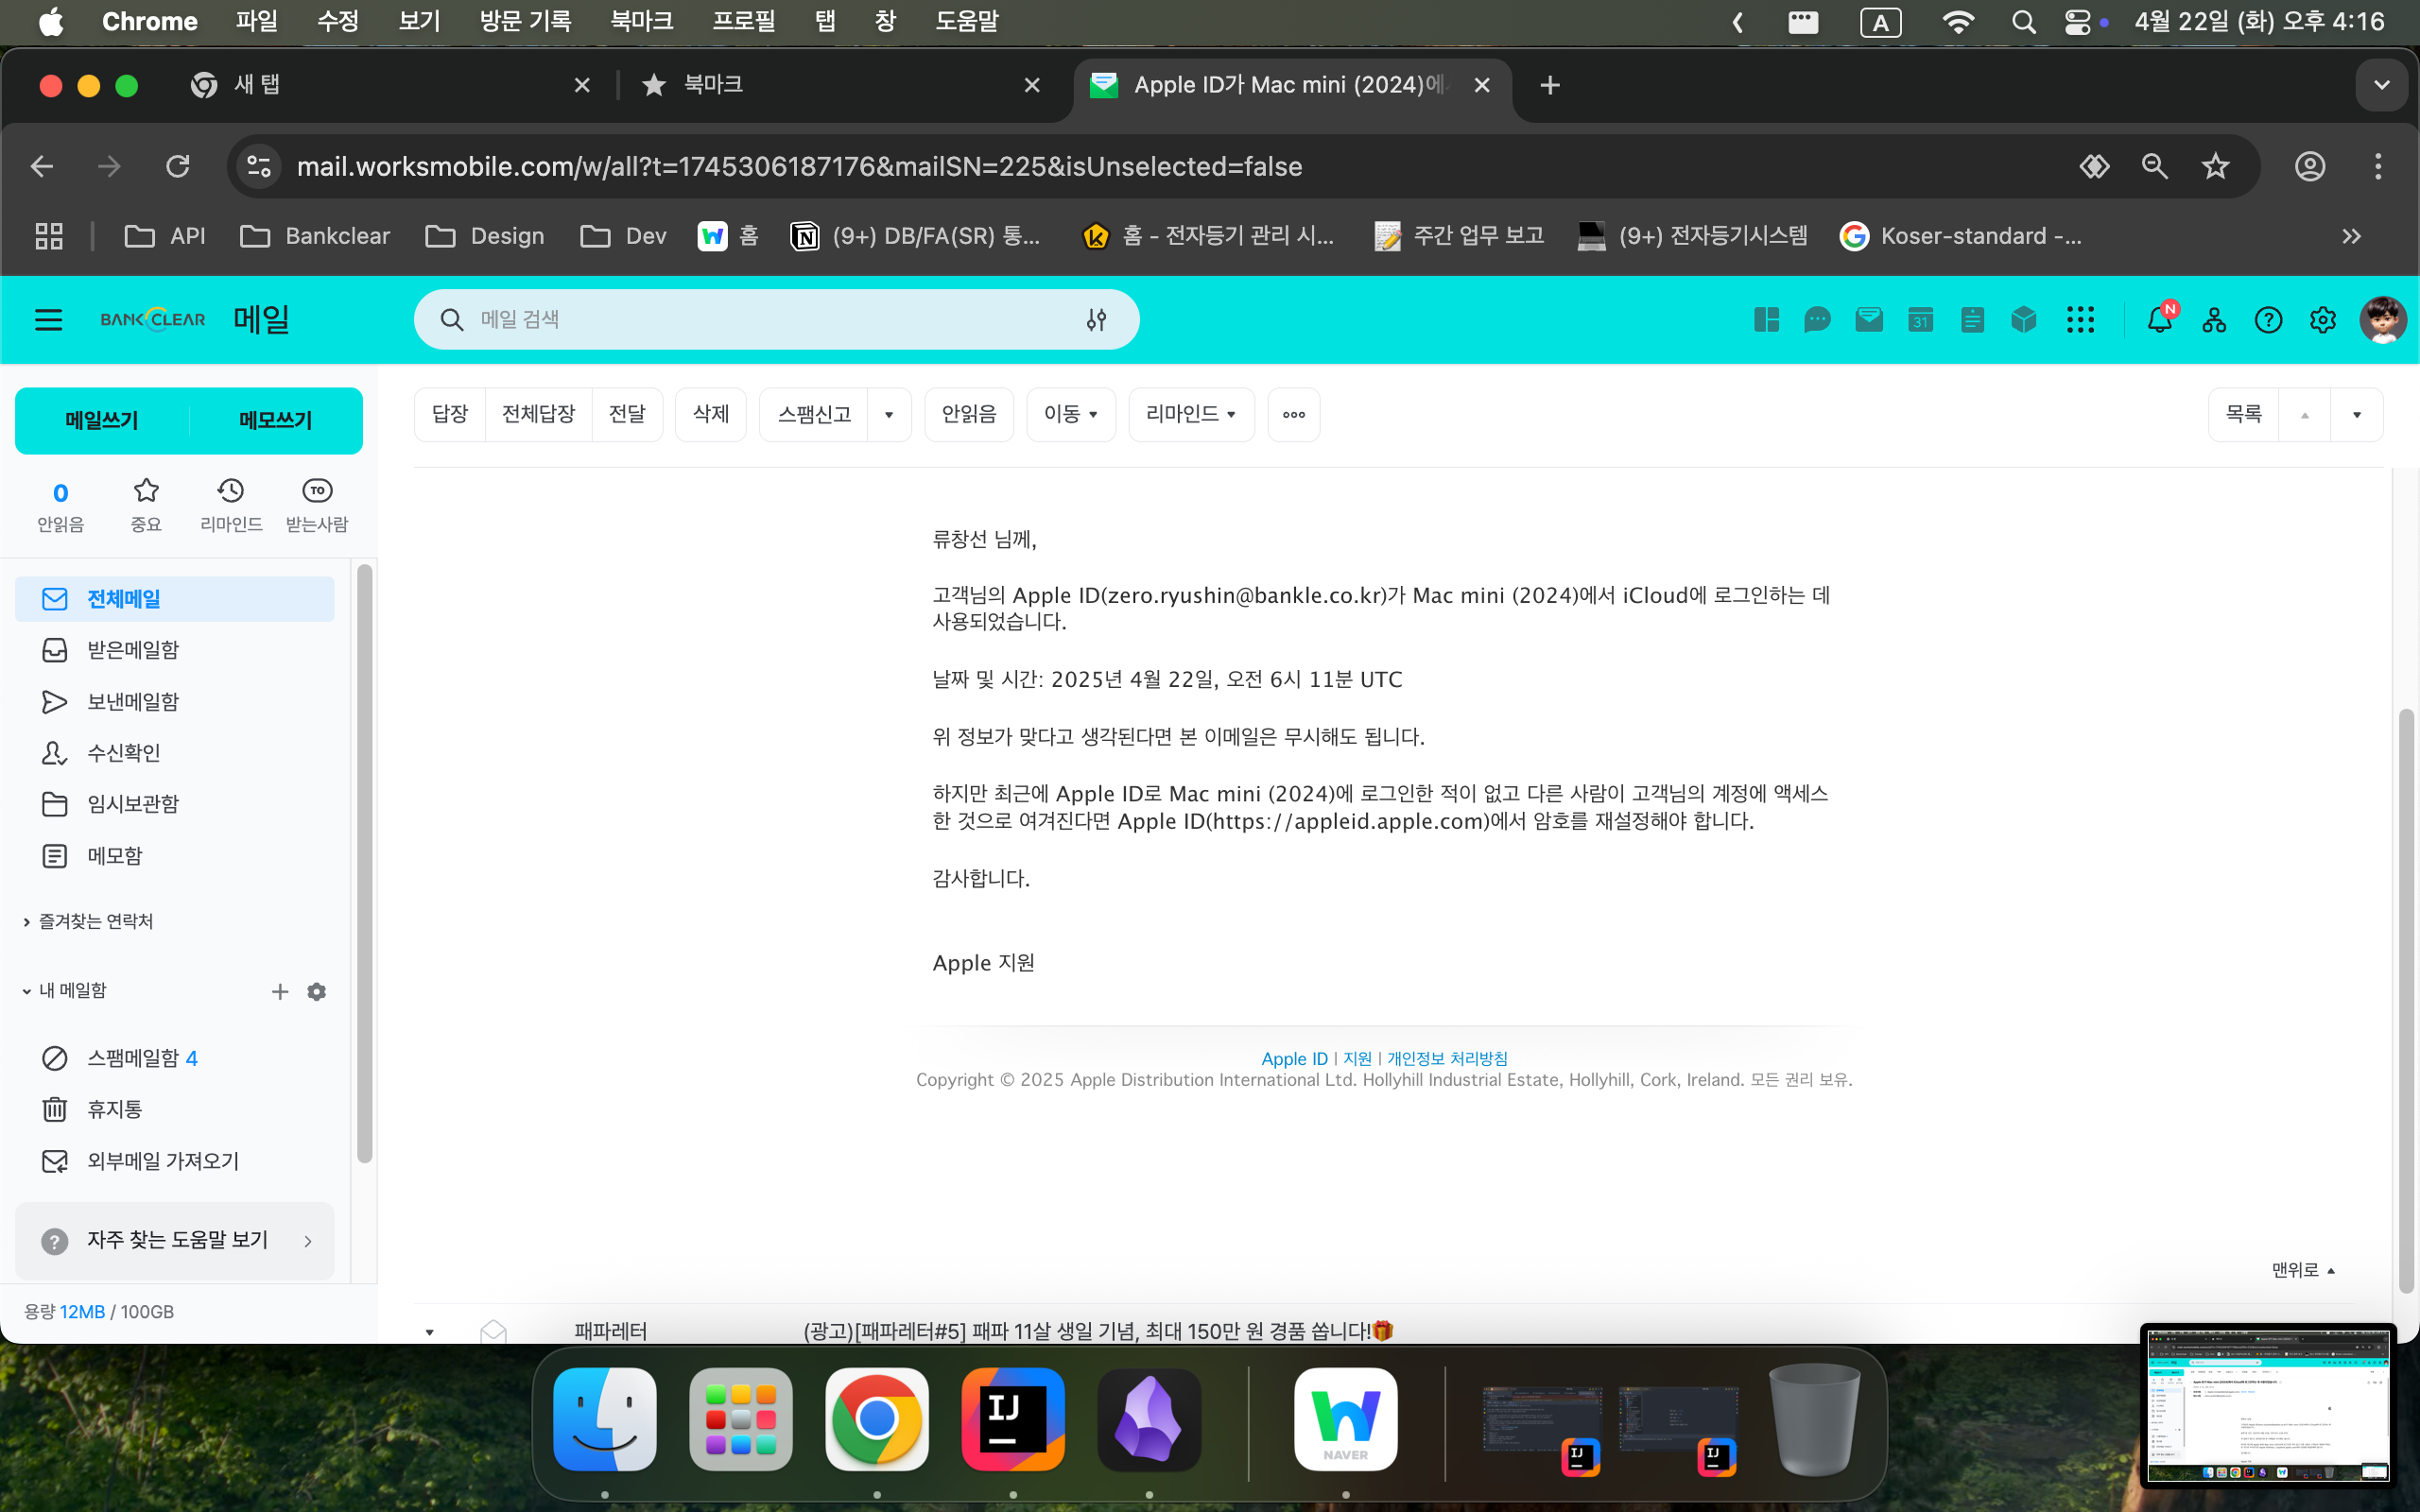 Chrome 파일 수정 보기 방문 기록 북마크 프로필 탭 창 도움말 A 4월 22일 (화) 오후 4:16
새 탭 북마크 Apple ID가 Mac mini (2024)에
mail.worksmobile.com/w/all?t=1745306187176&mailSN=225&isUnselected=false
API Bankclear Design Dev 홈 (9+) DB/FA(SR) 통... 홈 - 전자등기 관리 시... 주간 업무 보고 (9+) 전자등기시스템 Koser-standard -...
BANKCLEAR 메일 메일 검색 31 N
메일쓰기 메모쓰기 답장 전체답장 전달 삭제 스팸신고 안읽음 이동 리마인드 목록
0 TO
안읽음 중요 리마인드 받는사람
전체메일
받은메일함
보낸메일함
수신확인
임시보관함
메모함
즐겨찾는 연락처
내 메일함
스팸메일함 4
휴지통
외부메일 가져오기
자주 찾는 도움말 보기
용량 12MB / 100GB
류창선 님께,
고객님의 Apple ID(zero.ryushin@bankle.co.kr)가 Mac mini (2024)에서 iCloud에 로그인하는 데
사용되었습니다.
날짜 및 시간: 2025년 4월 22일, 오전 6시 11분 UTC
위 정보가 맞다고 생각된다면 본 이메일은 무시해도 됩니다.
하지만 최근에 Apple ID로 Mac mini (2024)에 로그인한 적이 없고 다른 사람이 고객님의 계정에 액세스
한 것으로 여겨진다면 Apple ID(https://appleid.apple.com)에서 암호를 재설정해야 합니다.
감사합니다.
Apple 지원
Apple ID | 지원 | 개인정보 처리방침
Copyright © 2025 Apple Distribution International Ltd. Hollyhill Industrial Estate, Hollyhill, Cork, Ireland. 모든 권리 보유.
맨위로
패파레터 (광고)[패파레터#5] 패파 11살 생일 기념, 최대 150만 원 경품 쏩니다!🎁
IJ
NAVER
IJ IJ